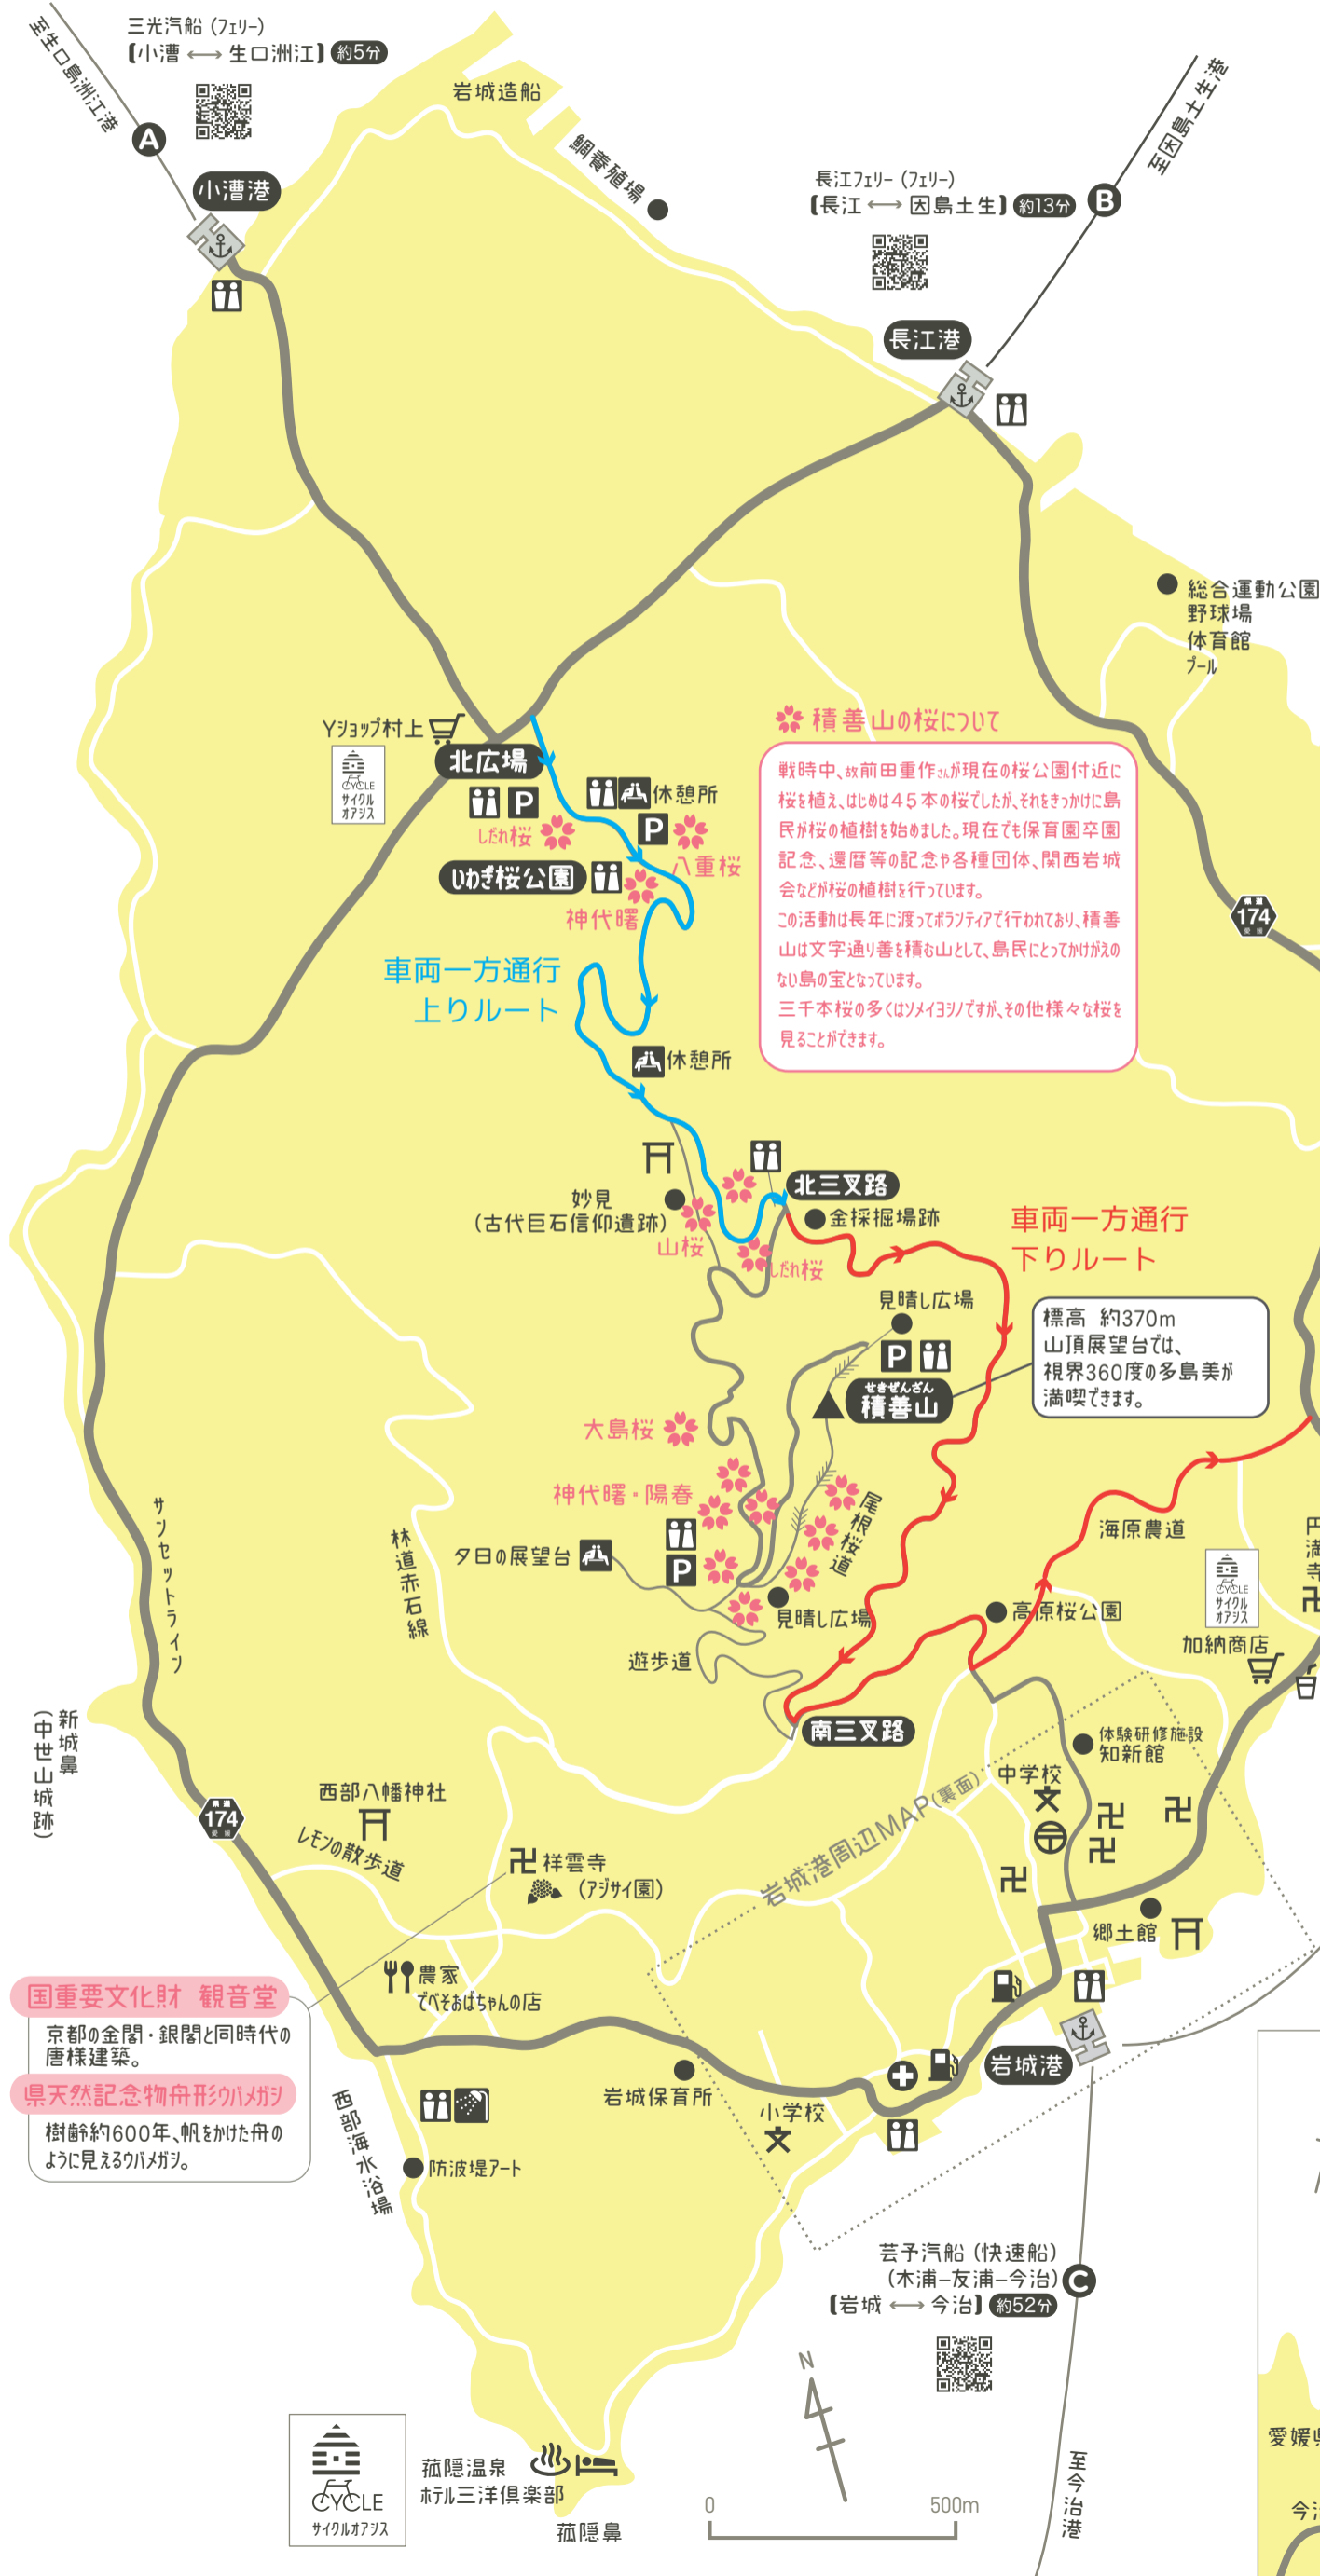 三光汽船(フェリー)
【小漕 ⟷ 生口洲江】 約5分
至生口島洲江港
A
小漕港
岩城造船
鯛養殖場
長江フェリー(フェリー)
【長江 ⟷ 因島土生】 約13分
B
至因島土生港
長江港
総合運動公園
野球場
体育館
プール
Yショップ村上
CYCLE
サイクル
オアシス
北広場
P
しだれ桜
休憩所
P
八重桜
いわぎ桜公園
神代曙
車両一方通行
上りルート
休憩所
積善山の桜について
戦時中、故前田重作さんが現在の桜公園付近に
桜を植え、はじめは45本の桜でしたが、それをきっかけに島
民が桜の植樹を始めました。現在でも保育園卒園
記念、還暦等の記念や各種団体、関西岩城
会などが桜の植樹を行っています。
この活動は長年に渡ってボランティアで行われており、積善
山は文字通り善を積む山として、島民にとってかけがえの
ない島の宝となっています。
三千本桜の多くはソメイヨシノですが、その他様々な桜を
見ることができます。
県道
174
愛媛
妙見
(古代巨石信仰遺跡)
山桜
しだれ桜
北三叉路
金採掘場跡
車両一方通行
下りルート
見晴し広場
P
せきぜんざん
積善山
標高 約370m
山頂展望台では、
視界360度の多島美が
満喫できます。
大島桜
神代曙・陽春
P
夕日の展望台
尾根桜道
見晴し広場
遊歩道
サンセットライン
林道赤石線
海原農道
高原桜公園
円満寺
CYCLE
サイクル
オアシス
加納商店
南三叉路
体験研修施設
知新館
中学校
岩城港周辺MAP(裏面)
新城鼻
(中世山城跡)
県道
174
愛媛
西部八幡神社
レモンの散歩道
祥雲寺
(アジサイ園)
郷土館
農家
でべそおばちゃんの店
国重要文化財 観音堂
京都の金閣・銀閣と同時代の
唐様建築。
県天然記念物舟形ウバメガシ
樹齢約600年、帆をかけた舟の
ように見えるウバメガシ。
岩城港
岩城保育所
小学校
西部海水浴場
防波堤アート
芸予汽船(快速船)
(木浦−友浦−今治)
C
【岩城 ⟷ 今治】 約52分
至今治港
N
0
500m
CYCLE
サイクルオアシス
菰隠温泉
ホテル三洋倶楽部
菰隠鼻
愛媛県
今治